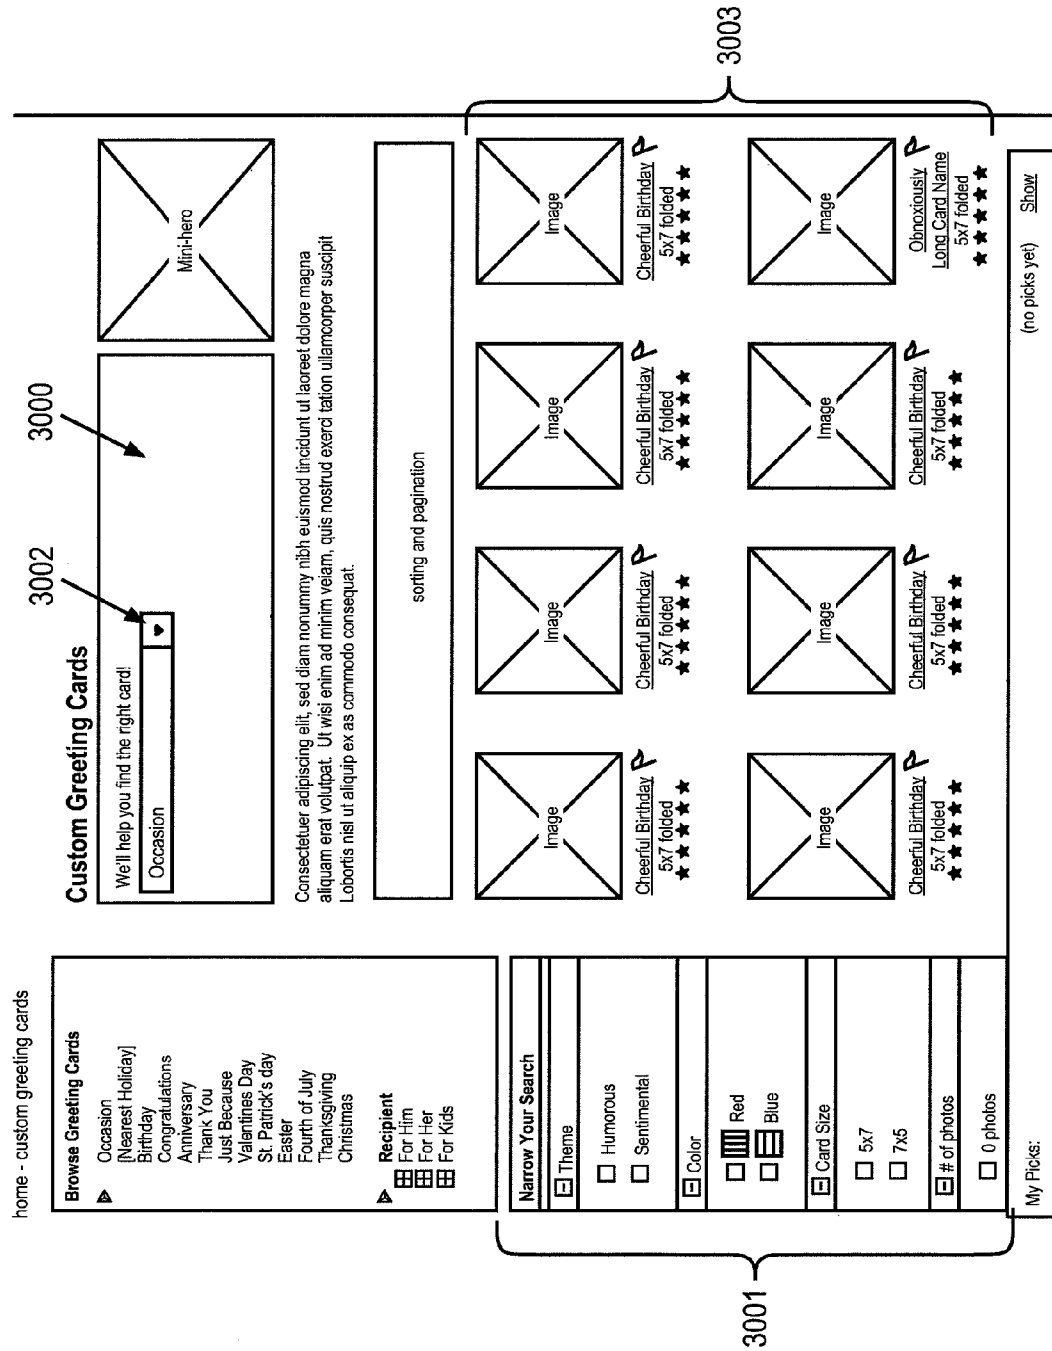 home - custom greeting cards
Browse Greeting Cards
Occasion
[Nearest Holiday]
Birthday
Congratulations
Anniversary
Thank You
Just Because
Valentines Day
St. Patrick's day
Easter
Fourth of July
Thanksgiving
Christmas
Recipient
For Him
For Her
For Kids
Narrow Your Search
Theme
Humorous
Sentimental
Color
Red
Blue
Card Size
5x7
7x5
# of photos
0 photos
3001
Custom Greeting Cards
We'll help you find the right card!
Occasion
3002
3000
Mini-hero
Consectetuer adipiscing elit, sed diam nonummy nibh euismod tincidunt ut laoreet dolore magna
aliquam erat volutpat. Ut wisi enim ad minim veiam, quis nostrud exerci tation ullamcorper suscipit
Lobortis nisl ut aliquip ex as commodo consequat.
sorting and pagination
Image
Cheerful Birthday
5x7 folded
Image
Cheerful Birthday
5x7 folded
Image
Cheerful Birthday
5x7 folded
Image
Cheerful Birthday
5x7 folded
Image
Cheerful Birthday
5x7 folded
Image
Cheerful Birthday
5x7 folded
Image
Cheerful Birthday
5x7 folded
Image
Obnoxiously
Long Card Name
5x7 folded
3003
My Picks:
(no picks yet)
Show